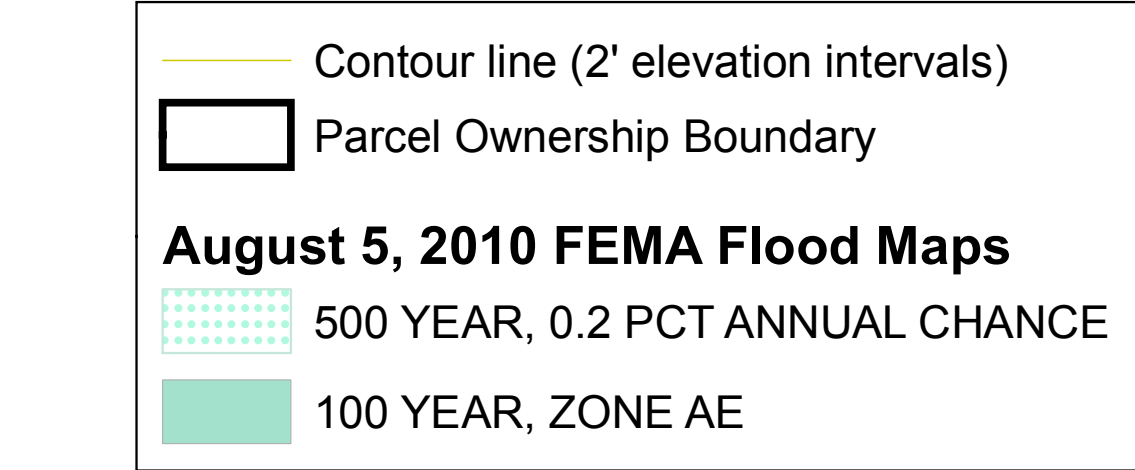 Contour line (2' elevation intervals)
Parcel Ownership Boundary
August 5, 2010 FEMA Flood Maps
500 YEAR, 0.2 PCT ANNUAL CHANCE
100 YEAR, ZONE AE